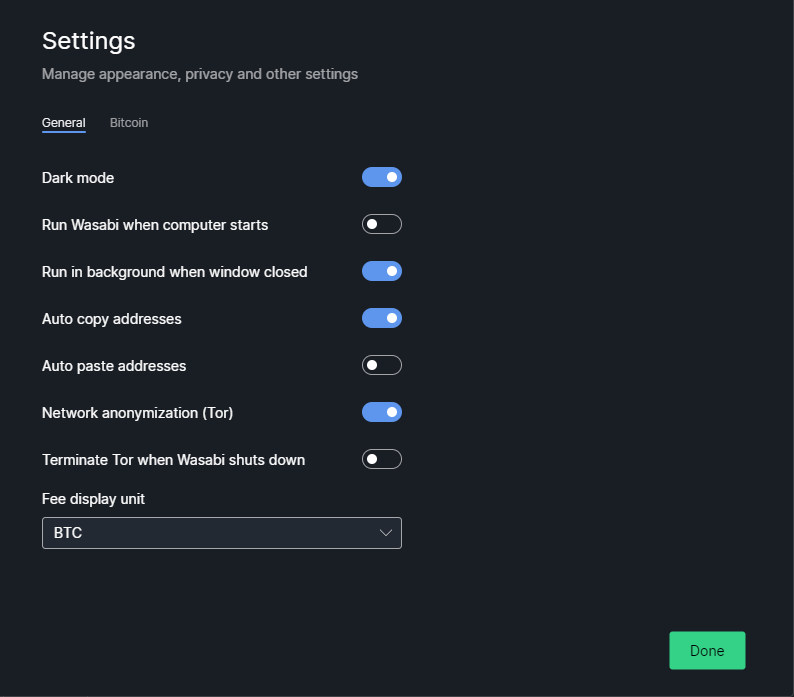 Settings
Manage appearance, privacy and other settings
General Bitcoin
Dark mode
Run Wasabi when computer starts
Run in background when window closed
Auto copy addresses
Auto paste addresses
Network anonymization (Tor)
Terminate Tor when Wasabi shuts down
Fee display unit
BTC
Done